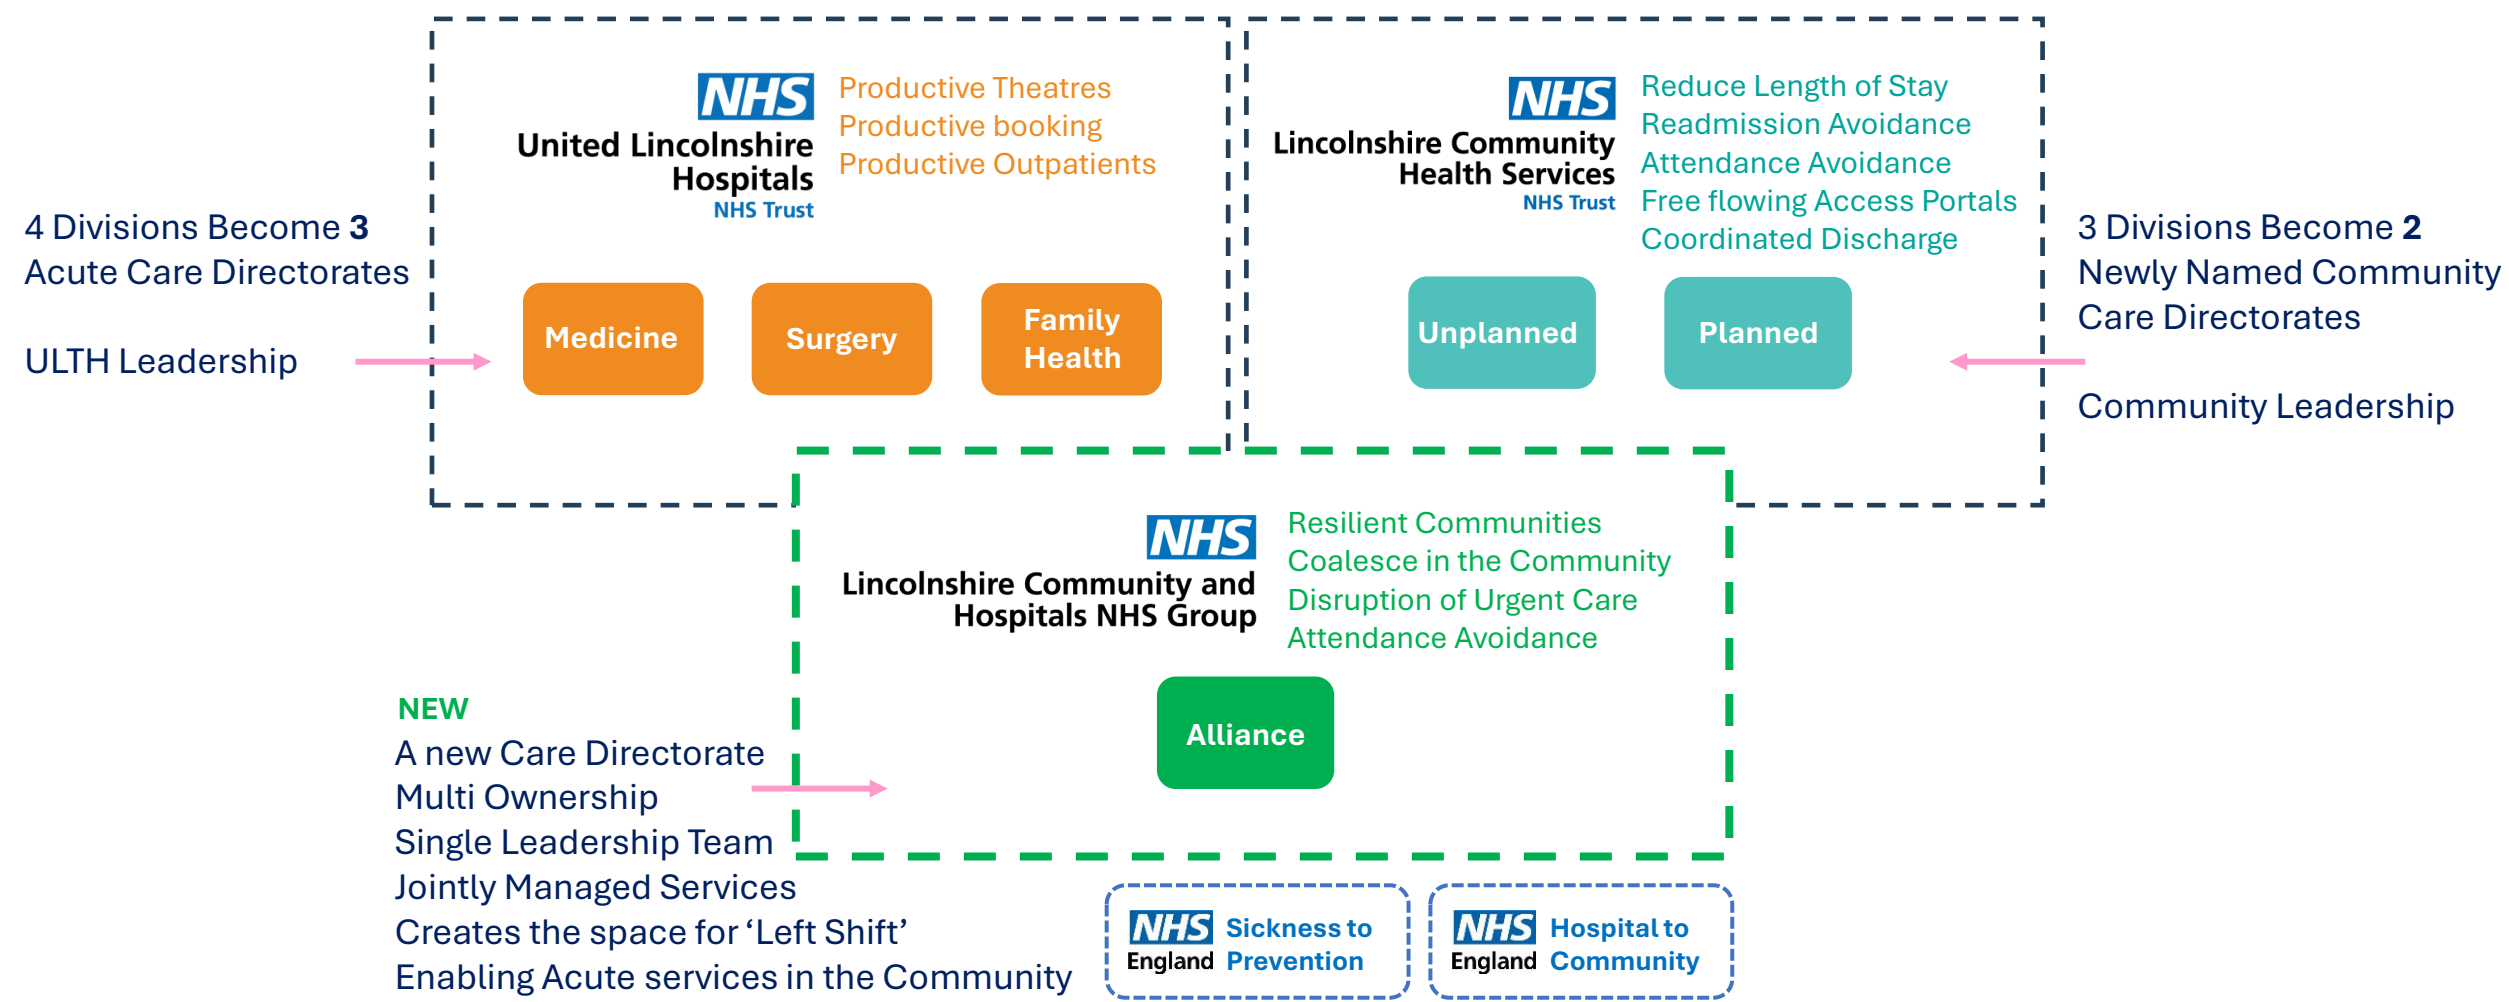 4 Divisions Become 3
Acute Care Directorates
ULTH Leadership
NHS
United Lincolnshire
Hospitals
NHS Trust
Productive Theatres
Productive booking
Productive Outpatients
Medicine
Surgery
Family
Health
NHS
Lincolnshire Community
Health Services
NHS Trust
Reduce Length of Stay
Readmission Avoidance
Attendance Avoidance
Free flowing Access Portals
Coordinated Discharge
Unplanned
Planned
3 Divisions Become 2
Newly Named Community
Care Directorates
Community Leadership
NHS
Lincolnshire Community and
Hospitals NHS Group
Resilient Communities
Coalesce in the Community
Disruption of Urgent Care
Attendance Avoidance
Alliance
NEW
A new Care Directorate
Multi Ownership
Single Leadership Team
Jointly Managed Services
Creates the space for ‘Left Shift’
Enabling Acute services in the Community
NHS
England
Sickness to
Prevention
NHS
England
Hospital to
Community